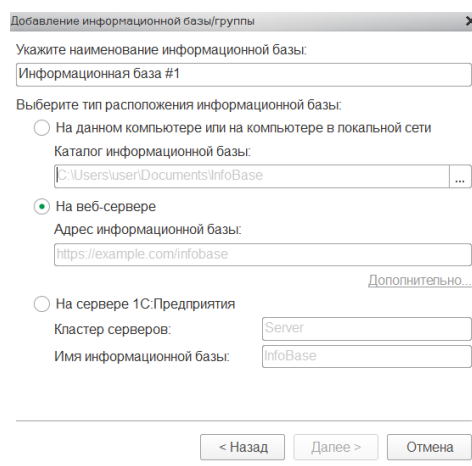 Добавление информационной базы/группы
Укажите наименование информационной базы:
Информационная база #1
Выберите тип расположения информационной базы:
На данном компьютере или на компьютере в локальной сети
Каталог информационной базы:
C:\Users\user\Documents\InfoBase
...
На веб-сервере
Адрес информационной базы:
https://example.com/infobase
Дополнительно...
На сервере 1С:Предприятия
Кластер серверов: Server
Имя информационной базы: InfoBase
< Назад Далее > Отмена